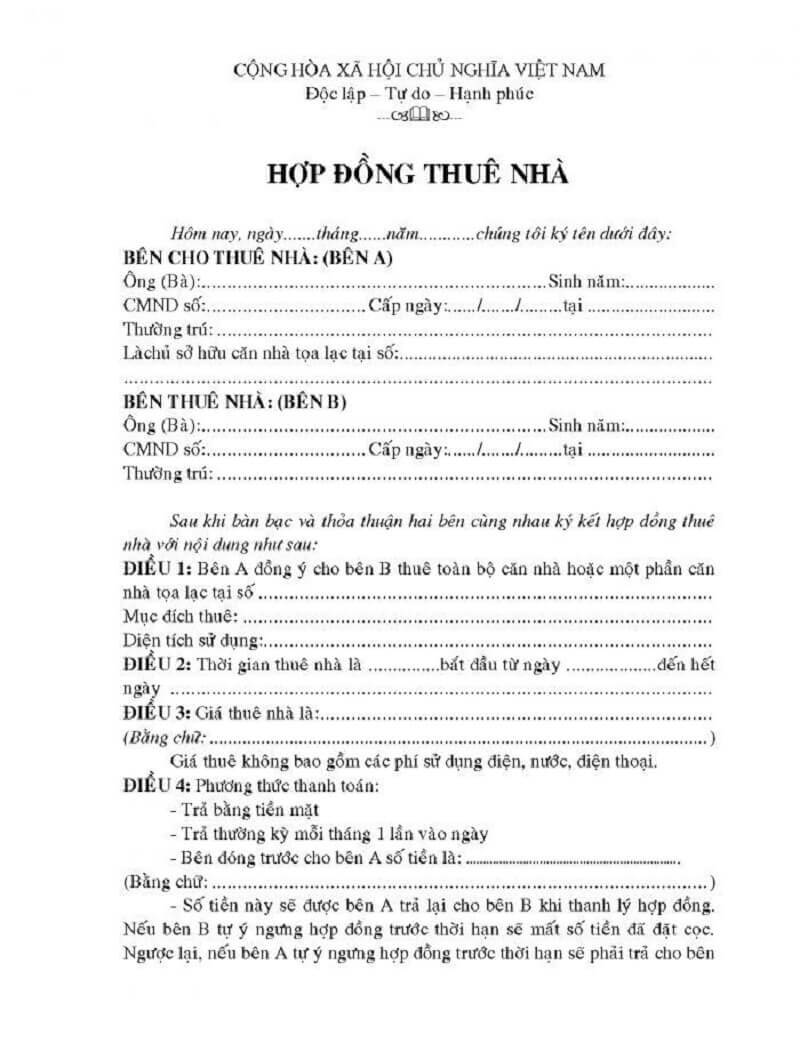 CỘNG HÒA XÃ HỘI CHỦ NGHĨA VIỆT NAM
Độc lập – Tự do – Hạnh phúc
HỢP ĐỒNG THUÊ NHÀ
Hôm nay, ngày.......tháng......năm............chúng tôi ký tên dưới đây:
BÊN CHO THUÊ NHÀ: (BÊN A)
Ông (Bà):.......................................................... Sinh năm:...............
CMND số:........................... Cấp ngày:....../......./.........tại .....................
Thường trú: ...................................................................................
Làchủ sở hữu căn nhà tọa lạc tại số:.....................................................
....................................................................................................
BÊN THUÊ NHÀ: (BÊN B)
Ông (Bà):.......................................................... Sinh năm:...............
CMND số:........................... Cấp ngày:....../......./.........tại .....................
Thường trú: ...................................................................................
Sau khi bàn bạc và thỏa thuận hai bên cùng nhau ký kết hợp đồng thuê
nhà với nội dung như sau:
ĐIỀU 1: Bên A đồng ý cho bên B thuê toàn bộ căn nhà hoặc một phần căn
nhà tọa lạc tại số .............................................................................
Mục đích thuê: ...............................................................................
Diện tích sử dụng:............................................................................
ĐIỀU 2: Thời gian thuê nhà là ............bắt đầu từ ngày ...............đến hết
ngày ............................................................................................
ĐIỀU 3: Giá thuê nhà là:..................................................................
(Bằng chữ: .................................................................................... )
Giá thuê không bao gồm các phí sử dụng điện, nước, điện thoại.
ĐIỀU 4: Phương thức thanh toán:
- Trả bằng tiền mặt
- Trả thường kỳ mỗi tháng 1 lần vào ngày
- Bên đóng trước cho bên A số tiền là: ..............................................
(Bằng chữ: .................................................................................... )
- Số tiền này sẽ được bên A trả lại cho bên B khi thanh lý hợp đồng.
Nếu bên B tự ý ngưng hợp đồng trước thời hạn sẽ mất số tiền đã đặt cọc.
Ngược lại, nếu bên A tự ý ngưng hợp đồng trước thời hạn sẽ phải trả cho bên